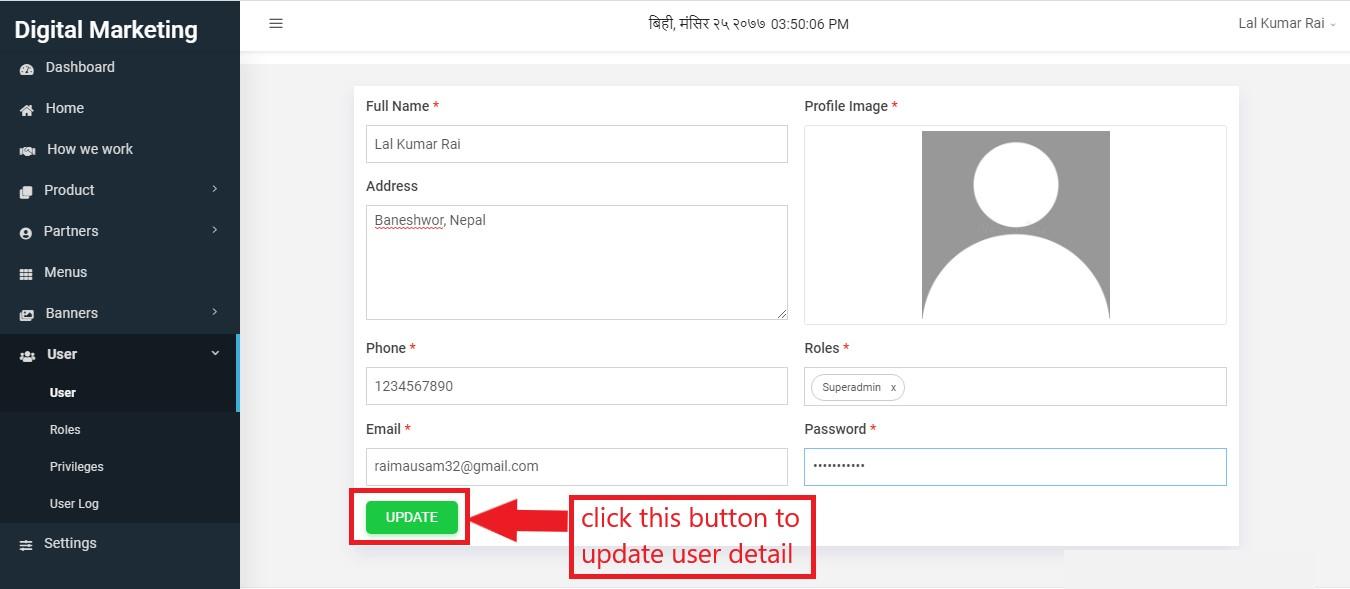 Digital Marketing
बिही, मंसिर २५ २०७७ 03:50:06 PM
Lal Kumar Rai
Dashboard
Home
How we work
Product
Partners
Menus
Banners
User
User
Roles
Privileges
User Log
Settings
Full Name *
Lal Kumar Rai
Address
Baneshwor, Nepal
Phone *
1234567890
Email *
raimausam32@gmail.com
UPDATE
Profile Image *
Roles *
Superadmin x
Password *
•••••••••••
click this button to
update user detail